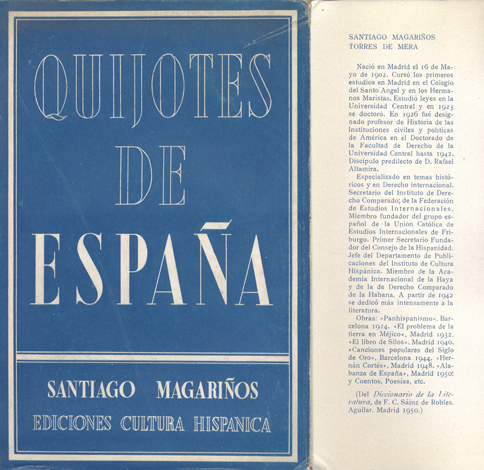 QUIJOTES
DE
ESPAÑA
SANTIAGO MAGARIÑOS
EDICIONES CULTURA HISPANICA
SANTIAGO MAGARIÑOS
TORRES DE MERA
Nació en Madrid el 16 de Ma-
yo de 1902. Cursó los primeros
estudios en Madrid en el Colegio
del Santo Angel y en los Herma-
nos Maristas. Estudió leyes en la
Universidad Central y en 1923
se doctoró. En 1926 fué desig-
nado profesor de Historia de las
Instituciones civiles y políticas
de América en el Doctorado de
la Facultad de Derecho de la
Universidad Central hasta 1942.
Discípulo predilecto de D. Rafael
Altamira.
Especializado en temas histó-
ricos y en Derecho internacional.
Secretario del Instituto de Dere-
cho Comparado; de la Federación
de Estudios Internacionales.
Miembro fundador del grupo es-
pañol de la Unión Católica de
Estudios Internacionales de Fri-
burgo. Primer Secretario Funda-
dor del Consejo de la Hispanidad.
Jefe del Departamento de Publi-
caciones del Instituto de Cultura
Hispánica. Miembro de la Aca-
demia Internacional de la Haya
y de la de Derecho Comparado
de la Habana. A partir de 1942
se dedicó más intensamente a la
literatura.
Obras: «Panhispanismo». Bar-
celona 1924. «El problema de la
tierra en Méjico», Madrid 1932.
«El libro de Silos», Madrid 1940.
«Canciones populares del Siglo
de Oro», Barcelona 1944. «Her-
nán Cortés», Madrid 1948. «Ala-
banza de España», Madrid 1950:
y Cuentos, Poesías, etc.
(Del Diccionario de la Lite-
ratura, de F. C. Sáinz de Robles.
Aguilar. Madrid 1950.)